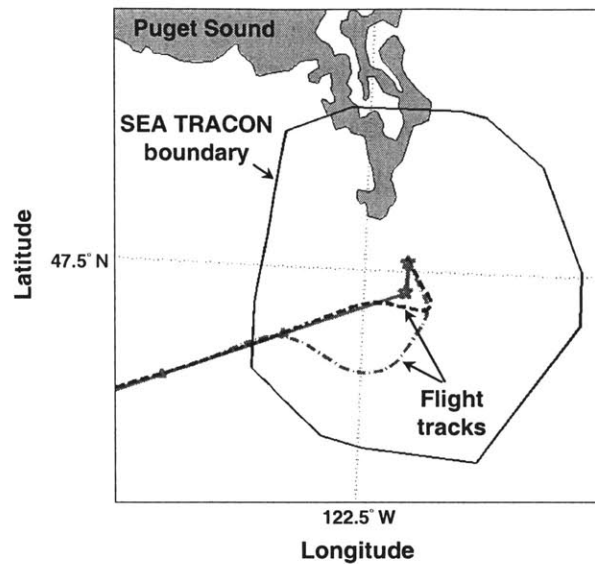 Puget Sound
SEA TRACON
boundary
47.5° N
Latitude
Flight
tracks
122.5° W
Longitude